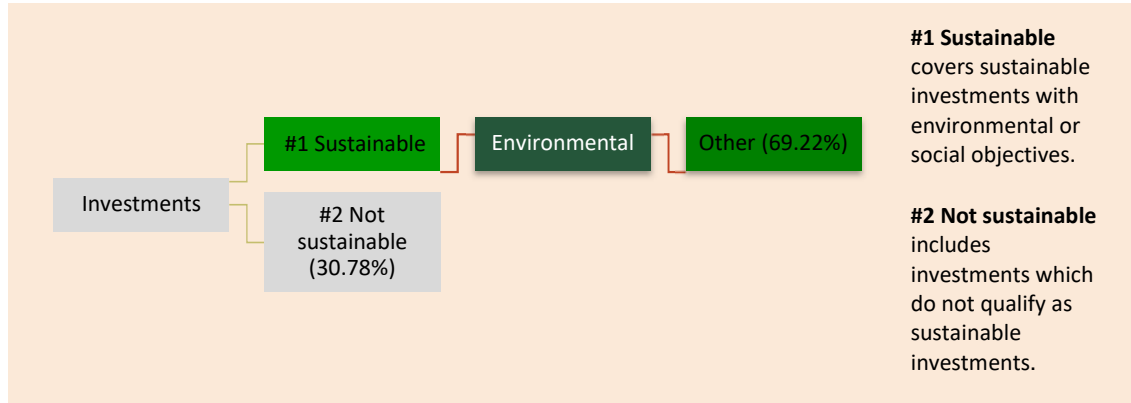 Investments
#1 Sustainable
#2 Not
sustainable
(30.78%)
Environmental
Other (69.22%)
#1 Sustainable
covers sustainable
investments with
environmental or
social objectives.
#2 Not sustainable
includes
investments which
do not qualify as
sustainable
investments.